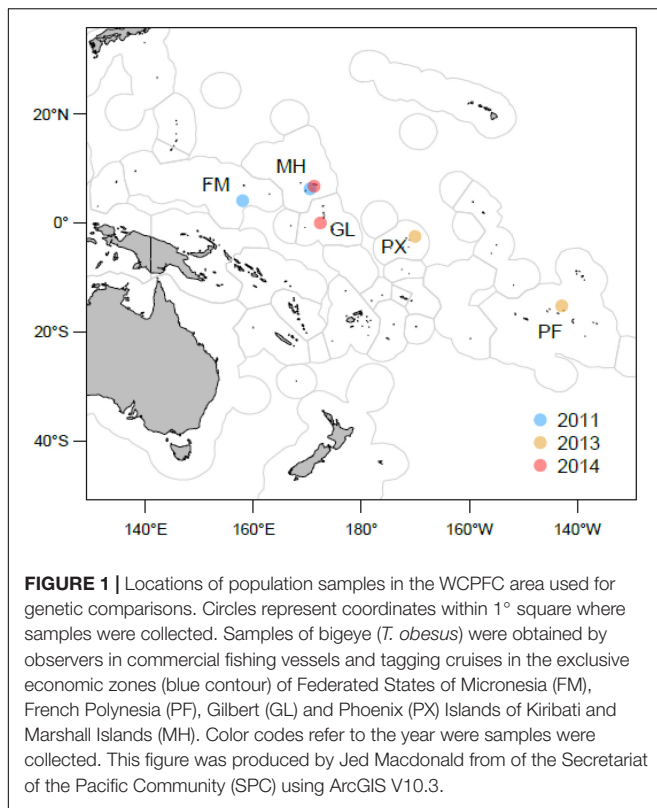 20°N
0°
20°S
40°S
FM
MH
GL
PX
PF
2011
2013
2014
140°E
160°E
180°
160°W
140°W
FIGURE 1 | Locations of population samples in the WCPFC area used for
genetic comparisons. Circles represent coordinates within 1° square where
samples were collected. Samples of bigeye (T. obesus) were obtained by
observers in commercial fishing vessels and tagging cruises in the exclusive
economic zones (blue contour) of Federated States of Micronesia (FM),
French Polynesia (PF), Gilbert (GL) and Phoenix (PX) Islands of Kiribati and
Marshall Islands (MH). Color codes refer to the year were samples were
collected. This figure was produced by Jed Macdonald from of the Secretariat
of the Pacific Community (SPC) using ArcGIS V10.3.